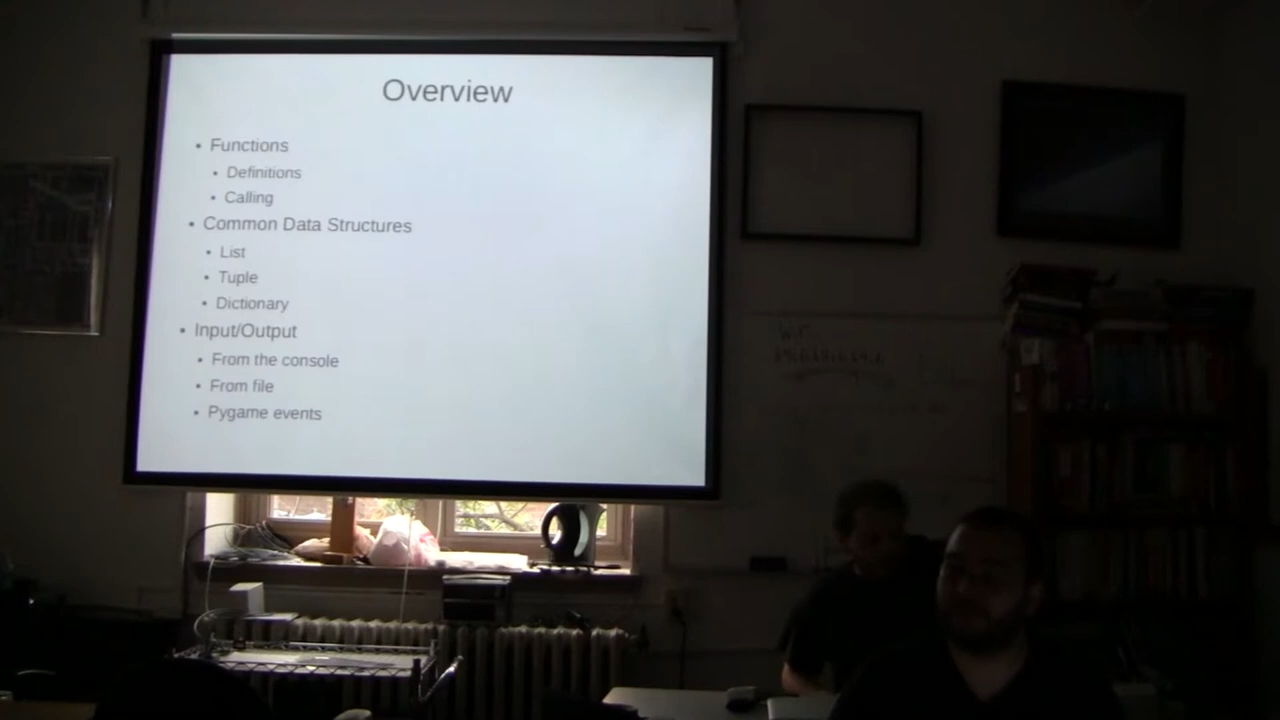 Overview
• Functions
• Definitions
• Calling
• Common Data Structures
• List
• Tuple
• Dictionary
• Input/Output
• From the console
• From file
• Pygame events